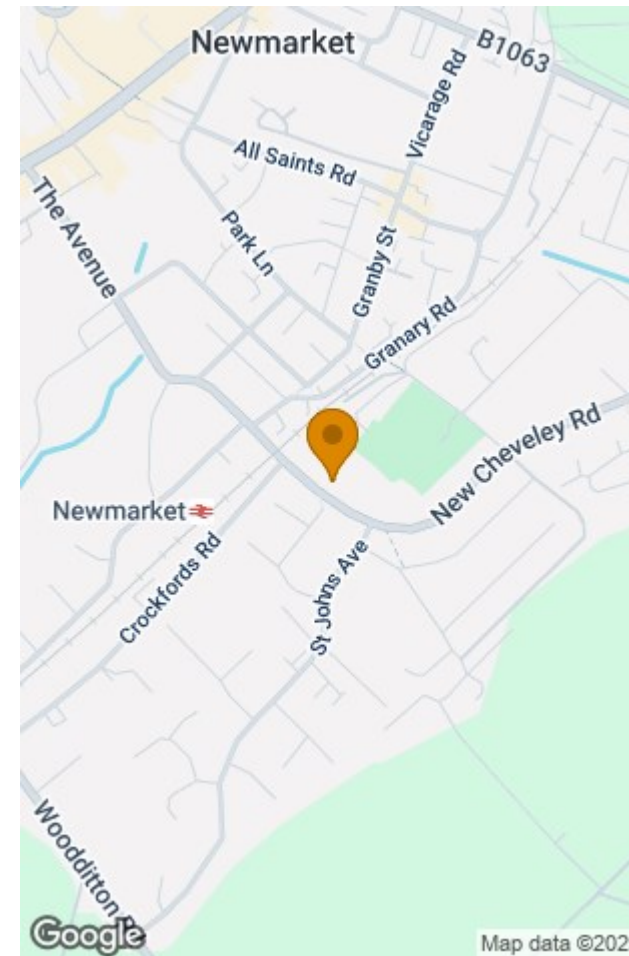 Newmarket
B1063
Vicarage Rd
All Saints Rd
The Avenue
Park Ln
Granby St
Granary Rd
New Cheveley Rd
Newmarket
Crockfords Rd
St Johns Ave
Woodditton
Google
Map data ©202